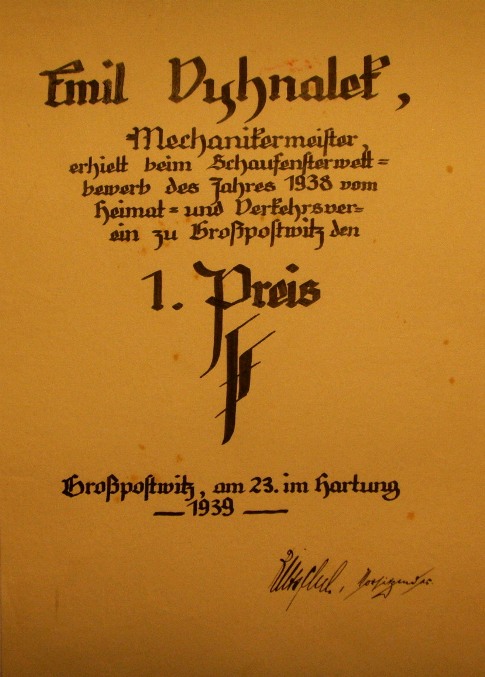 Emil Vyhnalek,
Mechanikermeister,
erhielt beim Schaufensterwett=
bewerb des Jahres 1938 vom
Heimat= und Verkehrsver=
ein zu Großpostwitz den
1. Preis
Großpostwitz, am 23. im Hartung
— 1939 —
Vorsitzender